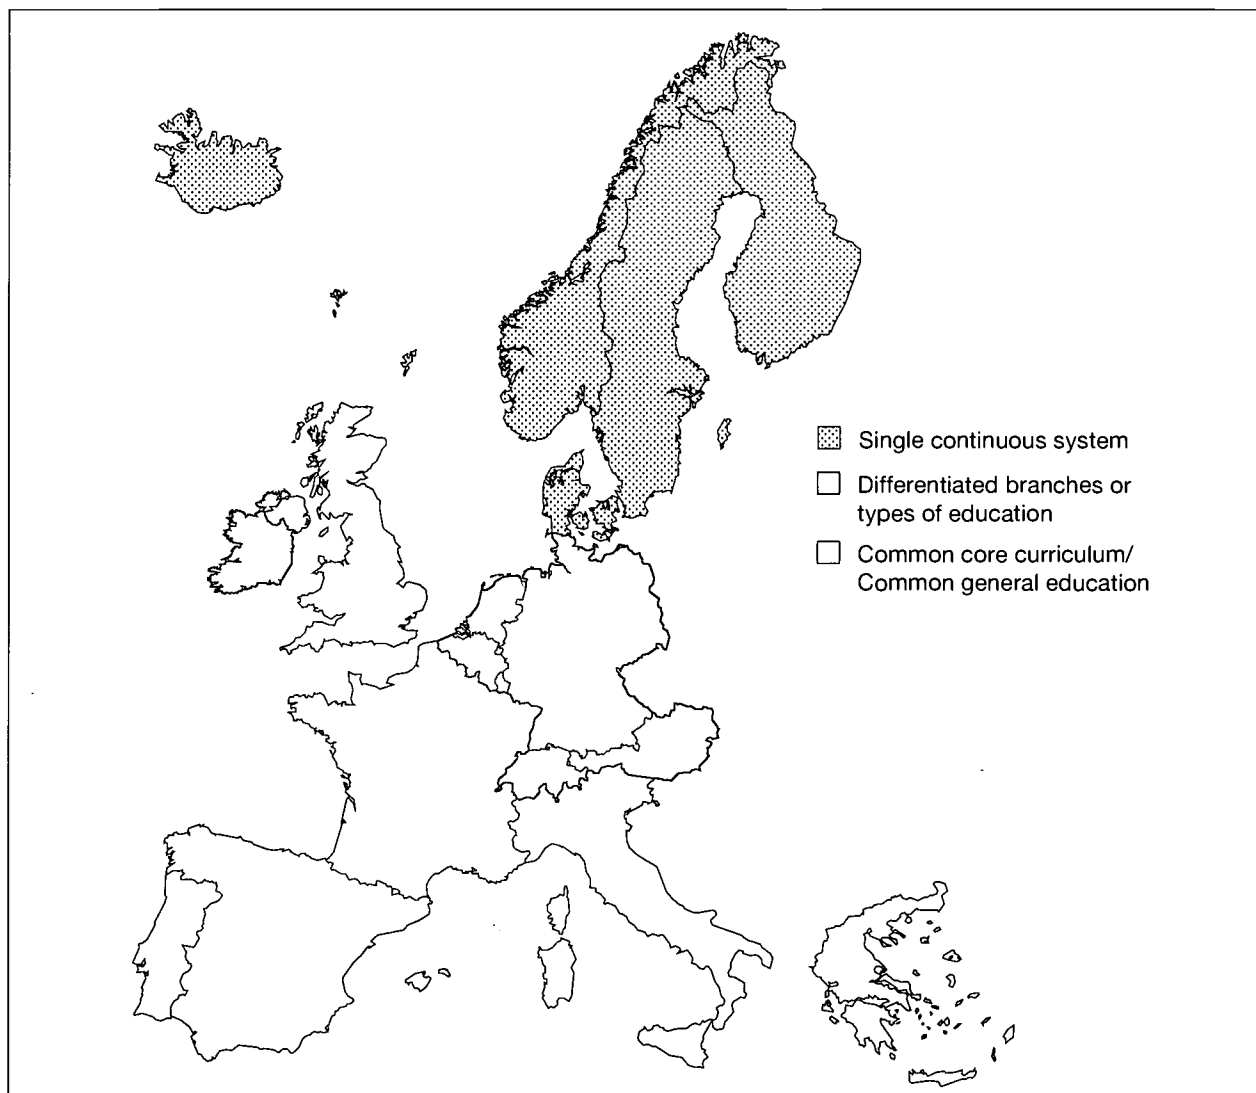 Single continuous system
Differentiated branches or
types of education
Common core curriculum/
Common general education